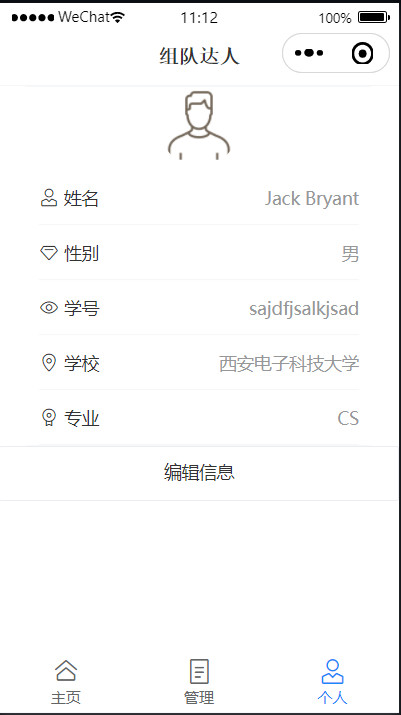 WeChat 11:12 100%
组队达人
姓名 Jack Bryant
性别 男
学号 sajdfjsalkjsad
学校 西安电子科技大学
专业 CS
编辑信息
主页 管理 个人